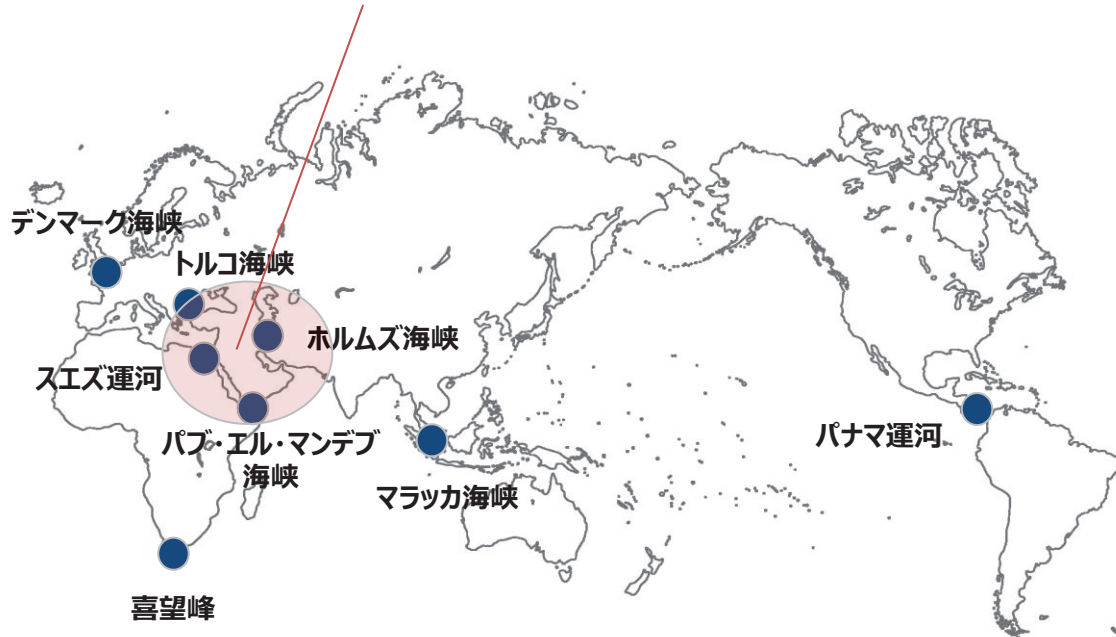 デンマーク海峡
トルコ海峡
ホルムズ海峡
スエズ運河
パブ・エル・マンデブ
海峡
マラッカ海峡
パナマ運河
喜望峰